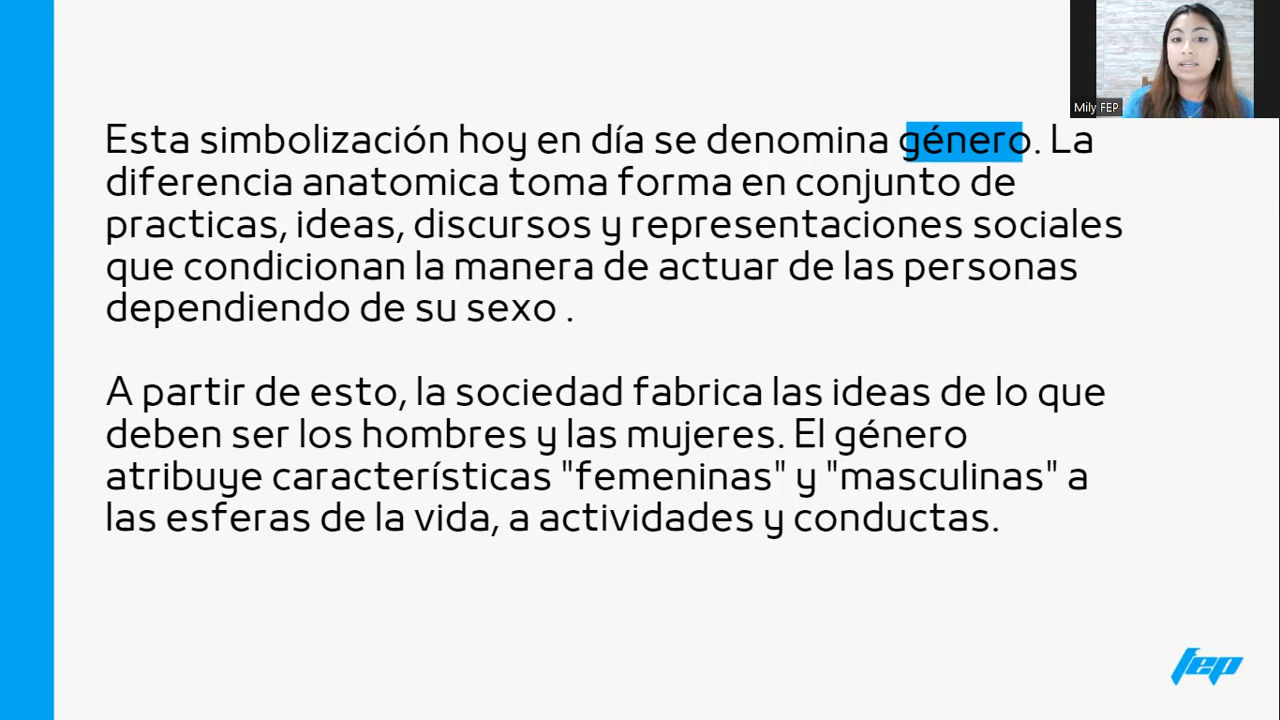 Mily FEP
Esta simbolización hoy en día se denomina género. La
diferencia anatomica toma forma en conjunto de
practicas, ideas, discursos y representaciones sociales
que condicionan la manera de actuar de las personas
dependiendo de su sexo .
A partir de esto, la sociedad fabrica las ideas de lo que
deben ser los hombres y las mujeres. El género
atribuye características "femeninas" y "masculinas" a
las esferas de la vida, a actividades y conductas.
fep